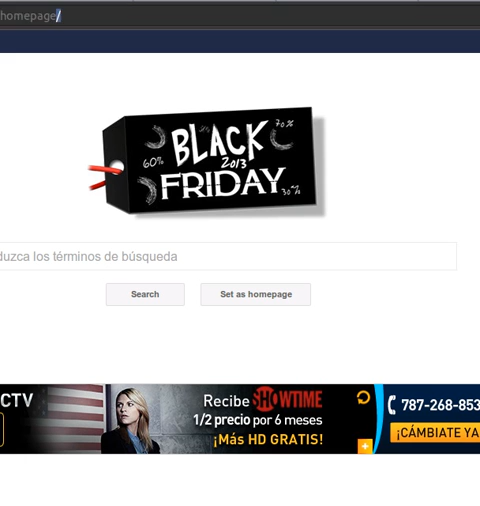 homepage/
70%
BLACK
60%
2013
FRIDAY
30%
duzca los términos de búsqueda
Search
Set as homepage
CTV
Recibe SHOWTIME
1/2 precio por 6 meses
¡Más HD GRATIS!
787-268-853
¡CÁMBIATE YA